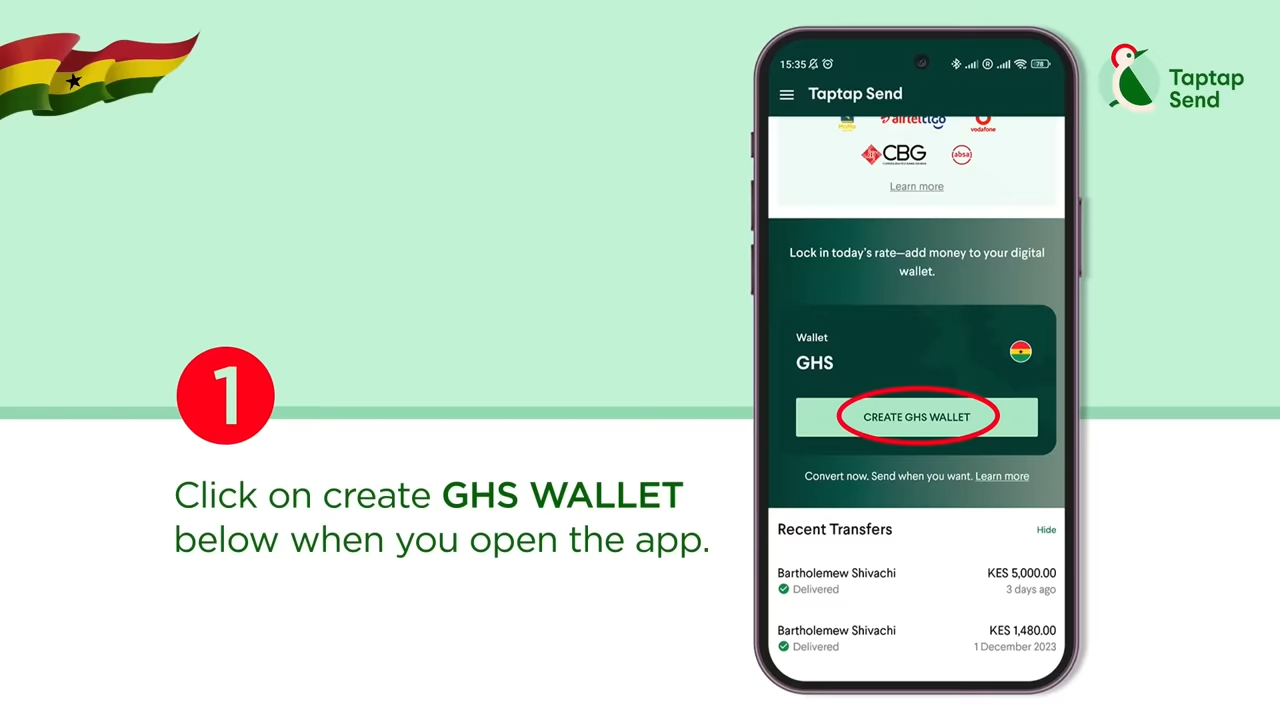 Taptap
Send
1
Click on create GHS WALLET
below when you open the app.
15:35
78
Taptap Send
airteltigo
vodafone
CBG
absa
Learn more
Lock in today's rate—add money to your digital
wallet.
Wallet
GHS
CREATE GHS WALLET
Convert now. Send when you want. Learn more
Recent Transfers
Hide
Bartholemew Shivachi
KES 5,000.00
Delivered
3 days ago
Bartholemew Shivachi
KES 1,480.00
Delivered
1 December 2023